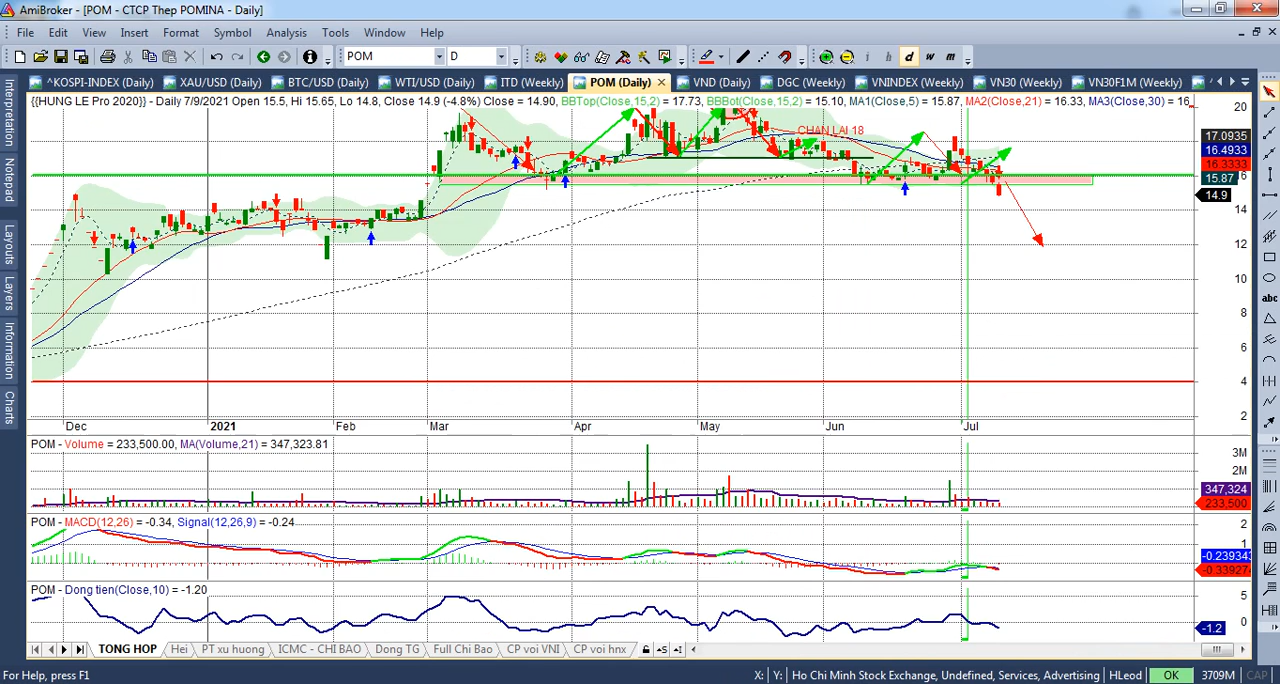 AmiBroker - [POM - CTCP Thep POMINA - Daily]
File Edit View Insert Format Symbol Analysis Tools Window Help
POM D i d w m
^KOSPI-INDEX (Daily) XAU/USD (Daily) BTC/USD (Daily) WTI/USD (Daily) ITD (Weekly) POM (Daily) VND (Daily) DGC (Weekly) VNINDEX (Weekly) VN30 (Weekly) VN30F1M (Weekly)
Interpretation
Notepad
Layouts
Layers
Information
Charts
{{HUNG LE Pro 2020}} - Daily 7/9/2021 Open 15.5, Hi 15.65, Lo 14.8, Close 14.9 (-4.8%) Close = 14.90, BBTop(Close,15,2) = 17.73, BBBot(Close,15,2) = 15.10, MA1(Close,5) = 15.87, MA2(Close,21) = 16.33, MA3(Close,30) = 16,
CHAN LAI 18
20
17.0935
16.4933
16.3333
15.87
6
14.9
14
12
10
8
6
4
2
Dec 2021 Feb Mar Apr May Jun Jul
POM - Volume = 233,500.00, MA(Volume,21) = 347,323.81
3M
2M
347,324
233,500
POM - MACD(12,26) = -0.34, Signal(12,26,9) = -0.24
2
1
-0.239343
-0.339274
POM - Dong tien(Close,10) = -1.20
5
0
-1.2
TONG HOP Hei PT xu huong ICMC - CHI BAO Dong TG Full Chi Bao CP voi VNI CP voi hnx
abc
For Help, press F1 X: Y: Ho Chi Minh Stock Exchange, Undefined, Services, Advertising HLeod OK 3709M CAP